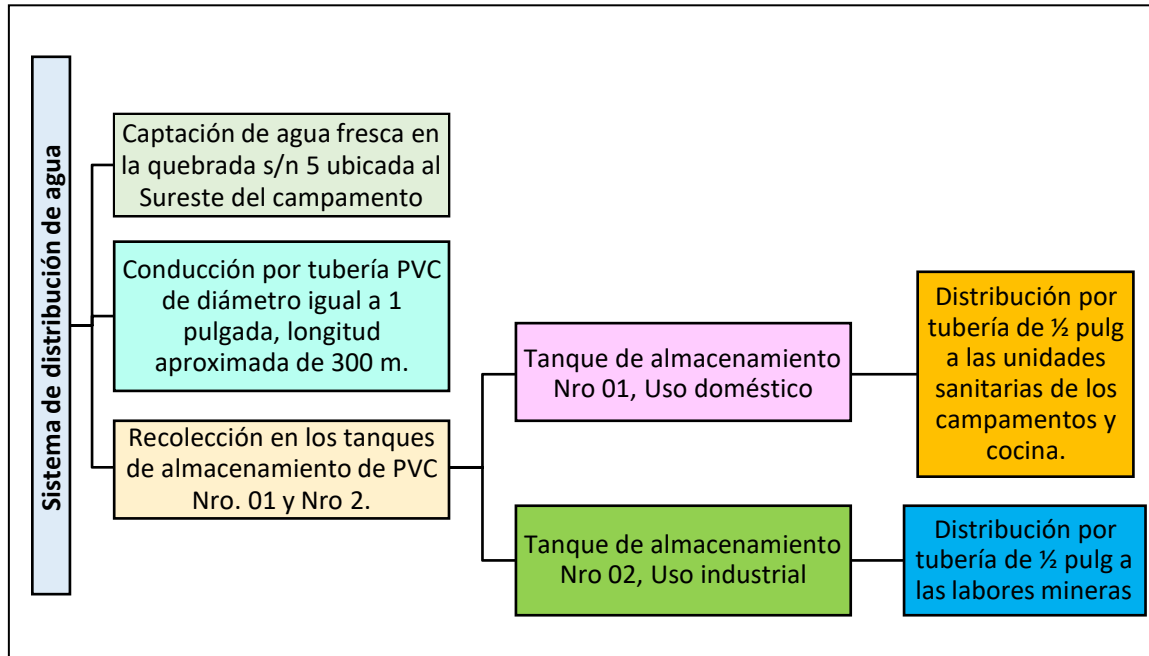 Sistema de distribución de agua
Captación de agua fresca en
la quebrada s/n 5 ubicada al
Sureste del campamento
Conducción por tubería PVC
de diámetro igual a 1
pulgada, longitud
aproximada de 300 m.
Recolección en los tanques
de almacenamiento de PVC
Nro. 01 y Nro 2.
Tanque de almacenamiento
Nro 01, Uso doméstico
Distribución por
tubería de ½ pulg
a las unidades
sanitarias de los
campamentos y
cocina.
Tanque de almacenamiento
Nro 02, Uso industrial
Distribución por
tubería de ½ pulg a
las labores mineras